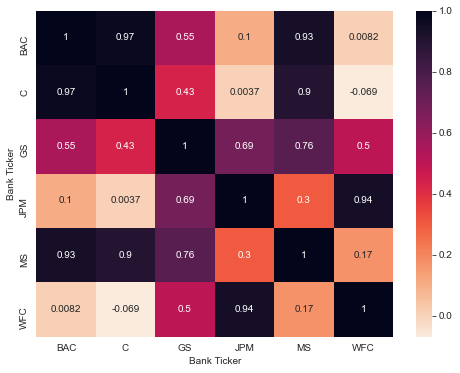 BAC 1 0.97 0.55 0.1 0.93 0.0082
C 0.97 1 0.43 0.0037 0.9 -0.069
GS 0.55 0.43 1 0.69 0.76 0.5
JPM 0.1 0.0037 0.69 1 0.3 0.94
MS 0.93 0.9 0.76 0.3 1 0.17
WFC 0.0082 -0.069 0.5 0.94 0.17 1
BAC C GS JPM MS WFC
Bank Ticker
Bank Ticker
1.0
0.8
0.6
0.4
0.2
0.0